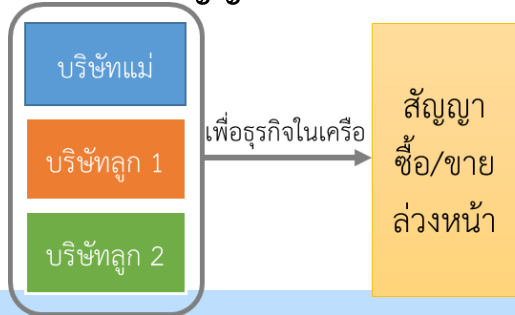 บริษัทแม่
บริษัทลูก 1
บริษัทลูก 2
เพื่อธุรกิจในเครือ
สัญญา
ซื้อ/ขาย
ล่วงหน้า